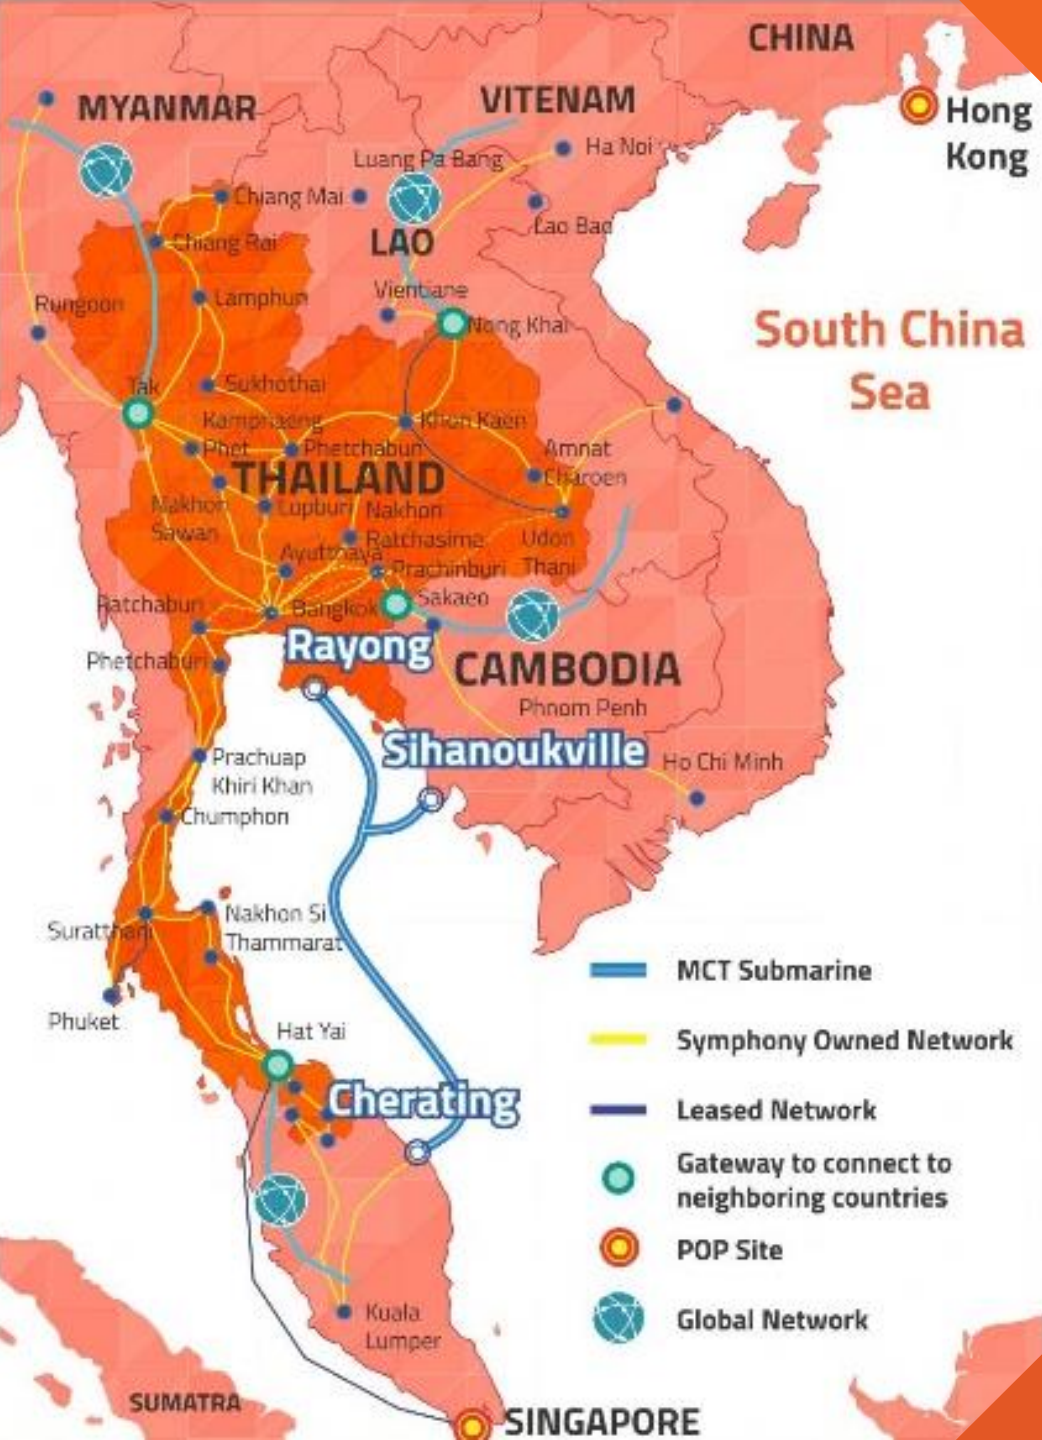 CHINA
MYANMAR
VITENAM
Hong
Kong
Ha Noi
Luang Pa Bang
Chiang Mai
Lao Bao
Chiang Rai
LAO
Vientiane
Rungoon
Lamphun
Nong Khai
South China
Sea
Tak
Sukhothai
Kamphaeng
Phet
Khon Kaen
Phetchabun
Amnat
Charoen
THAILAND
Nakhon
Sawan
Lopburi
Nakhon
Ratchasima
Udon
Thani
Ayutthaya
Prachinburi
Sakaeo
Ratchaburi
Bangkok
Rayong
Phetchaburi
CAMBODIA
Phnom Penh
Sihanoukville
Prachuap
Khiri Khan
Ho Chi Minh
Chumphon
Suratthani
Nakhon Si
Thammarat
MCT Submarine
Phuket
Hat Yai
Symphony Owned Network
Cherating
Leased Network
Gateway to connect to
neighboring countries
POP Site
Global Network
Kuala
Lumper
SUMATRA
SINGAPORE